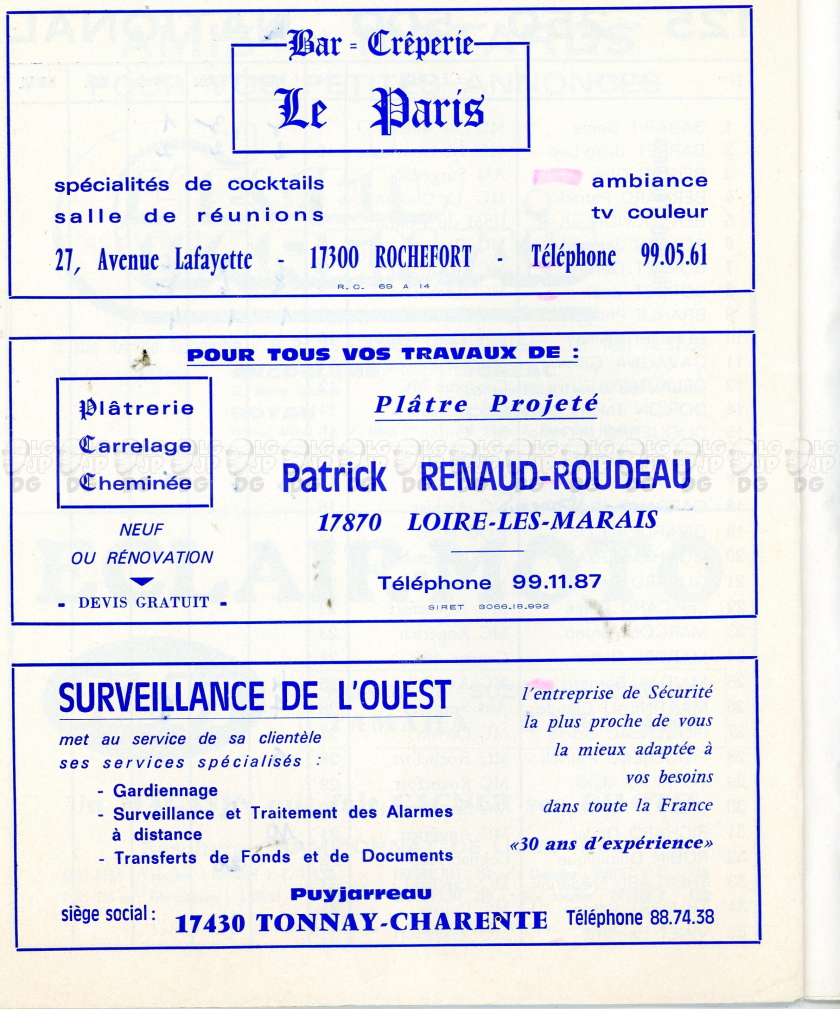 Bar = Crêperie
Le Paris
spécialités de cocktails
salle de réunions
ambiance
tv couleur
27, Avenue Lafayette - 17300 ROCHEFORT - Téléphone 99.05.61
R. C. 69 A 14
POUR TOUS VOS TRAVAUX DE :
Plâtrerie
Carrelage
Cheminée
NEUF
OU RÉNOVATION
- DEVIS GRATUIT -
Plâtre Projeté
Patrick RENAUD-ROUDEAU
17870 LOIRE-LES-MARAIS
Téléphone 99.11.87
SIRET 3066.18.992
SURVEILLANCE DE L'OUEST
met au service de sa clientèle
ses services spécialisés :
- Gardiennage
- Surveillance et Traitement des Alarmes
à distance
- Transferts de Fonds et de Documents
l'entreprise de Sécurité
la plus proche de vous
la mieux adaptée à
vos besoins
dans toute la France
«30 ans d'expérience»
Puyjarreau
siège social : 17430 TONNAY-CHARENTE Téléphone 88.74.38